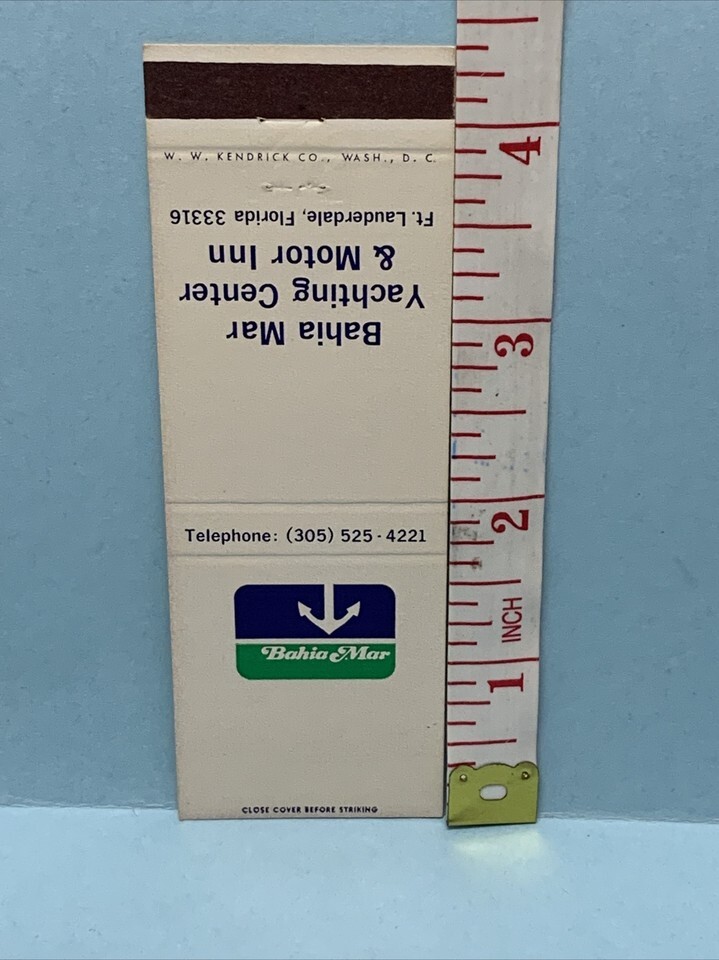 W. W. KENDRICK CO., WASH., D. C.
Bahia Mar
Yachting Center
& Motor Inn
Ft. Lauderdale, Florida 33316
Telephone: (305) 525-4221
Bahia Mar
CLOSE COVER BEFORE STRIKING
4
3
2
INCH
1